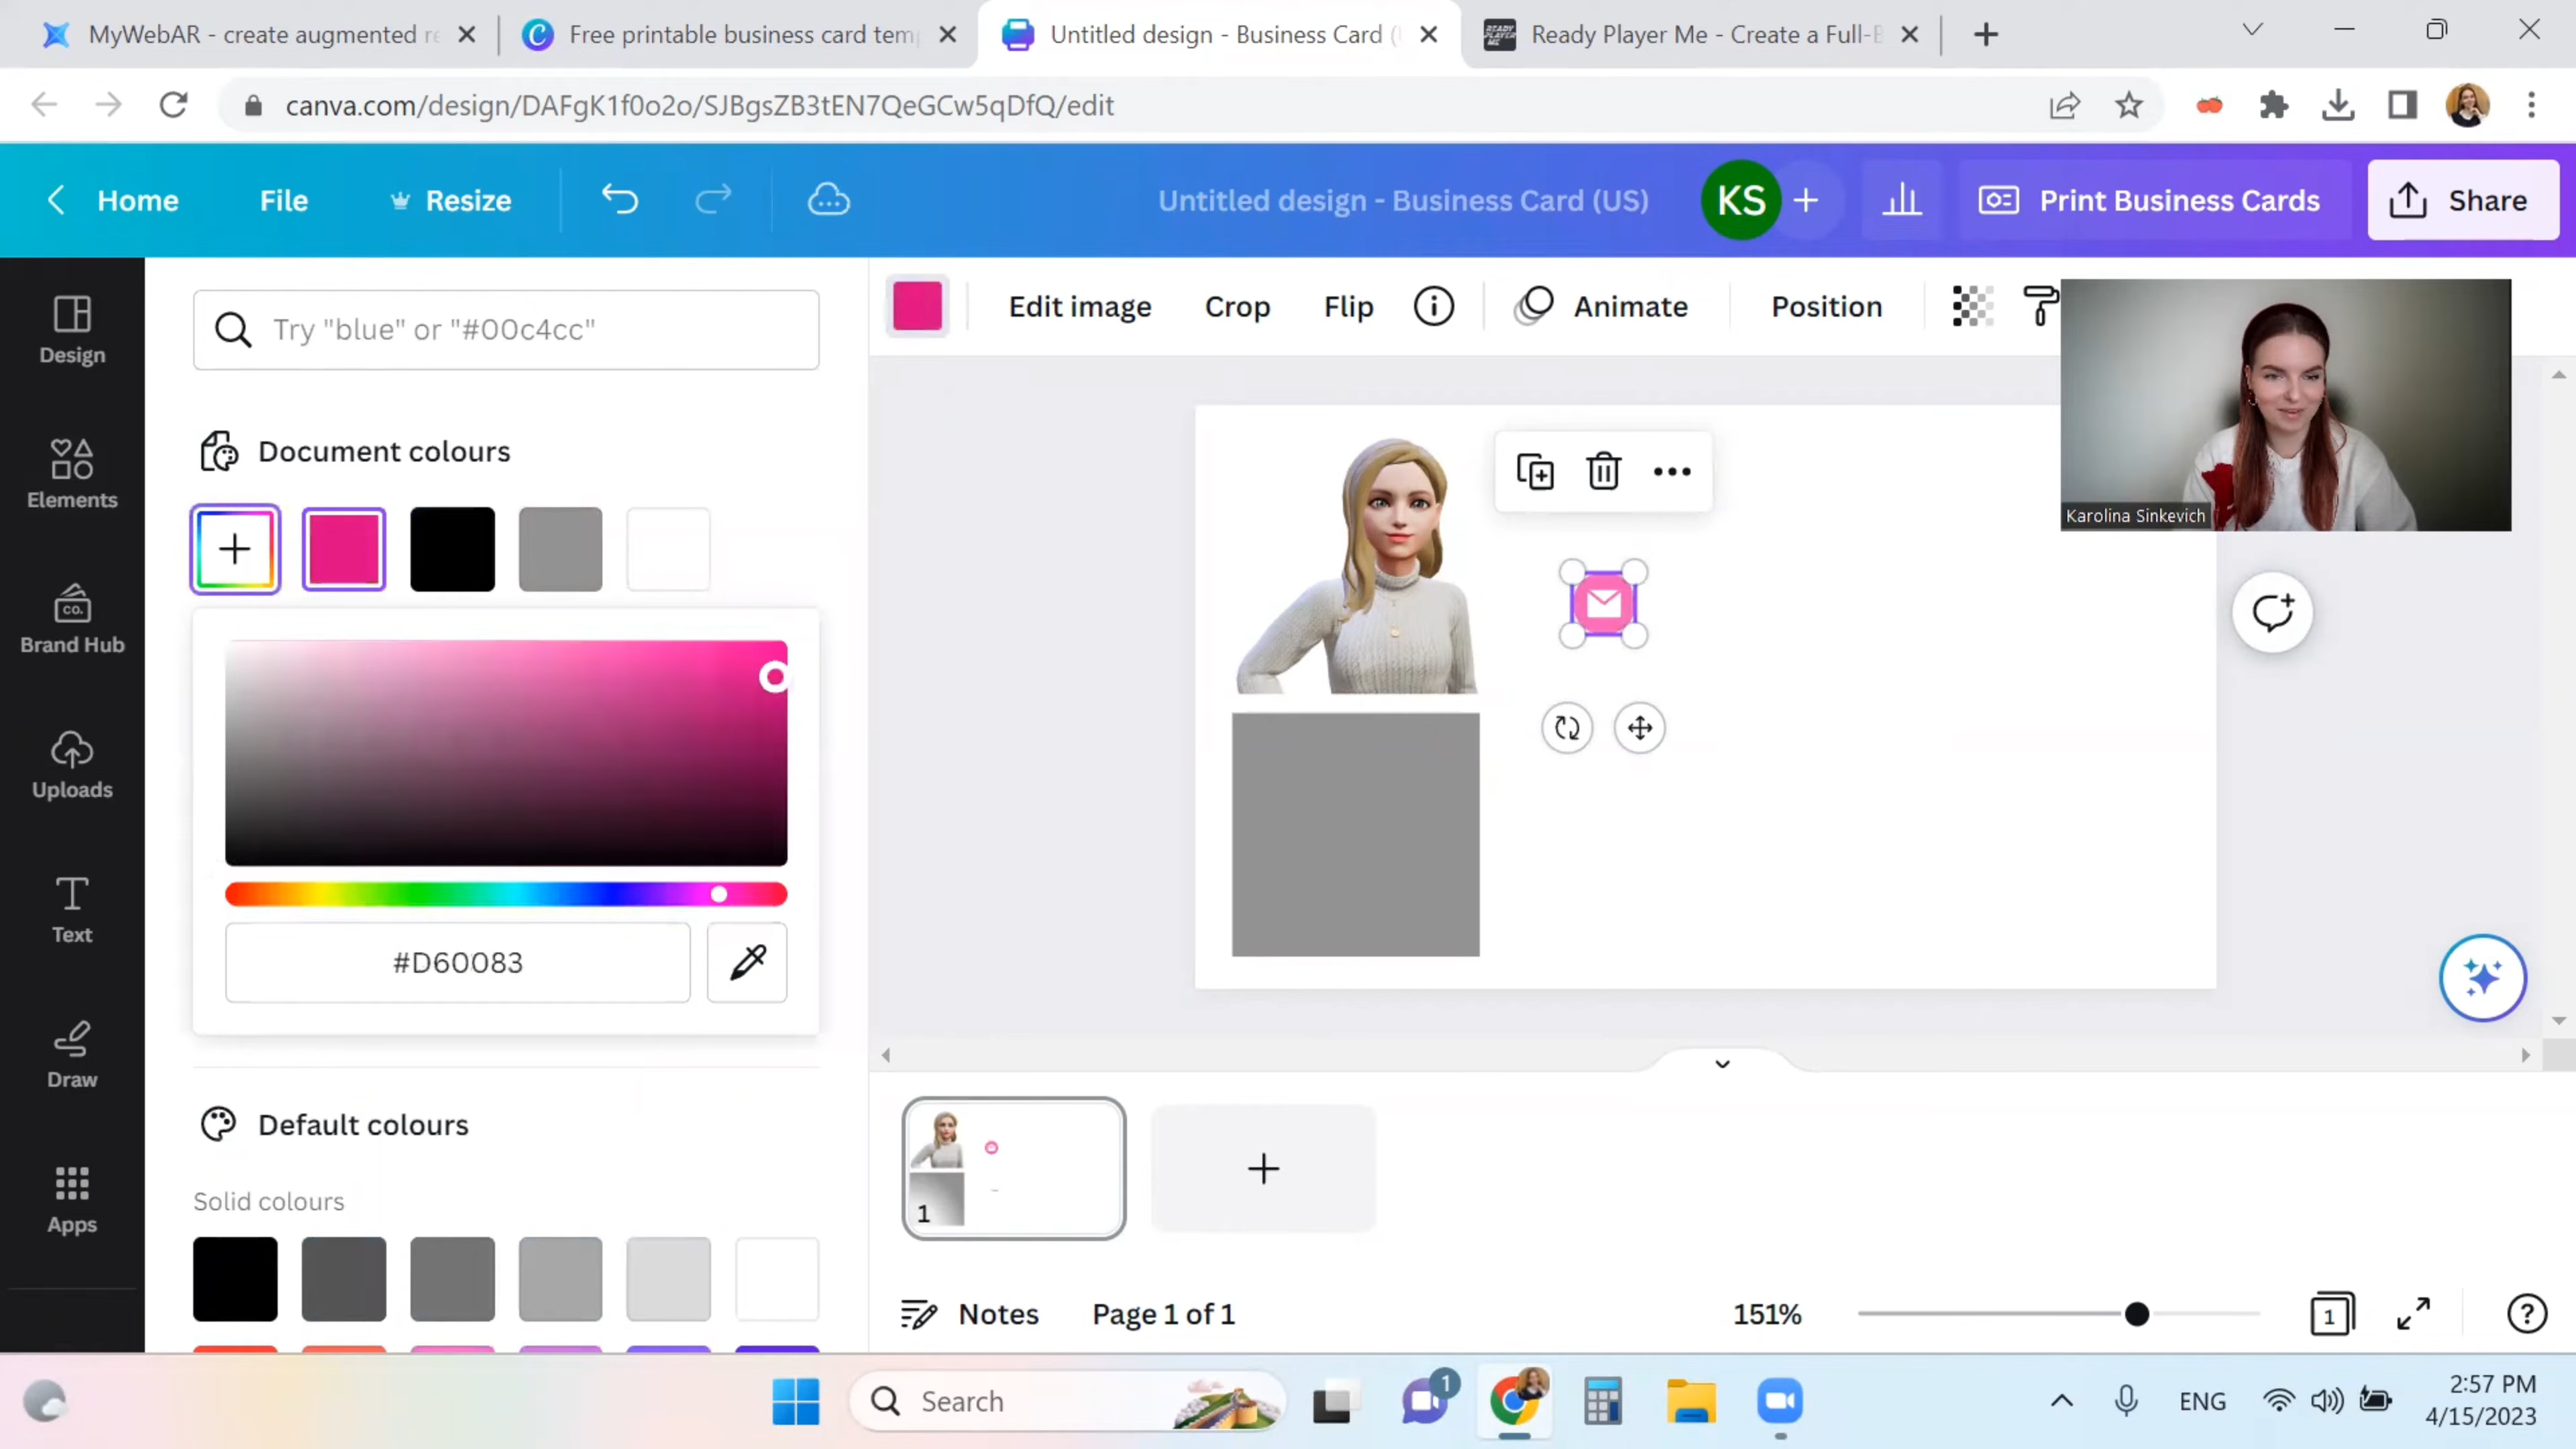 MyWebAR - create augmented re
Free printable business card tem
Untitled design - Business Card (
Ready Player Me - Create a Full-B
canva.com/design/DAFgK1f0o2o/SJBgsZB3tEN7QeGCw5qDfQ/edit
Home
File
Resize
Untitled design - Business Card (US)
KS
Print Business Cards
Share
Design
Elements
Brand Hub
CO.
Uploads
Text
Draw
Apps
Try "blue" or "#00c4cc"
Document colours
#D60083
Default colours
Solid colours
Edit image
Crop
Flip
Animate
Position
Karolina Sinkevich
1
Notes
Page 1 of 1
151%
1
Search
1
ENG
2:57 PM
4/15/2023